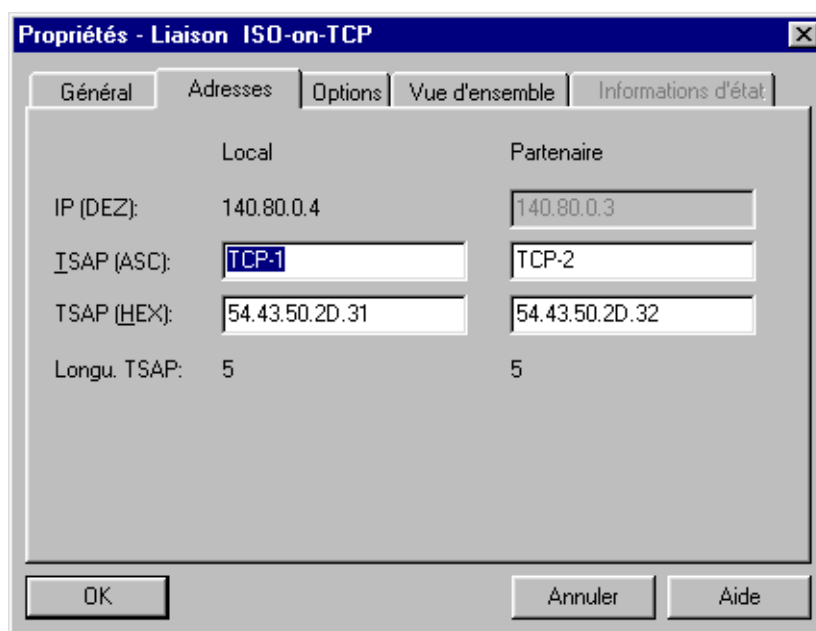 Propriétés - Liaison ISO-on-TCP
Général Adresses Options Vue d'ensemble Informations d'état
Local Partenaire
IP (DEZ): 140.80.0.4 140.80.0.3
TSAP (ASC): TCP-1 TCP-2
TSAP (HEX): 54.43.50.2D.31 54.43.50.2D.32
Longu. TSAP: 5 5
OK Annuler Aide